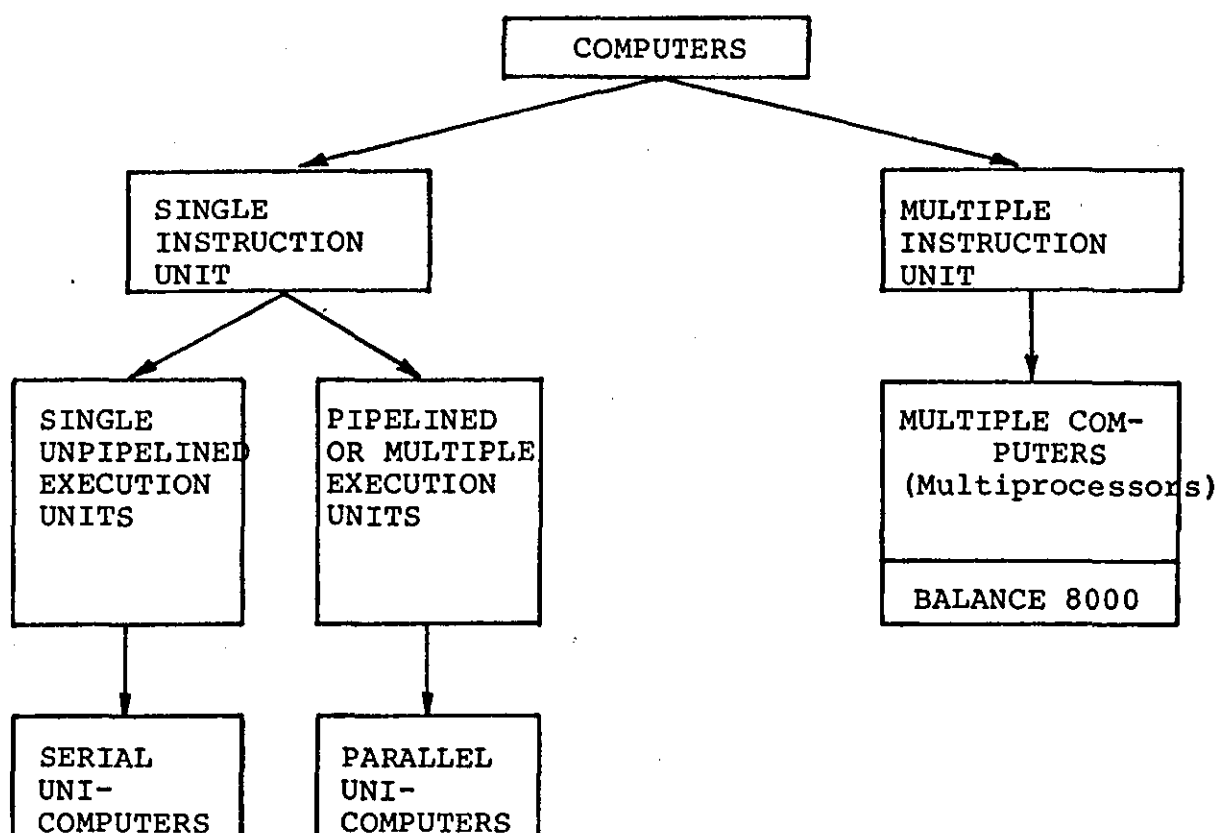 COMPUTERS
SINGLE
INSTRUCTION
UNIT
MULTIPLE
INSTRUCTION
UNIT
SINGLE
UNPIPELINED
EXECUTION
UNITS
PIPELINED
OR MULTIPLE
EXECUTION
UNITS
MULTIPLE COM-
PUTERS
(Multiprocessors)
BALANCE 8000
SERIAL
UNI-
COMPUTERS
PARALLEL
UNI-
COMPUTERS